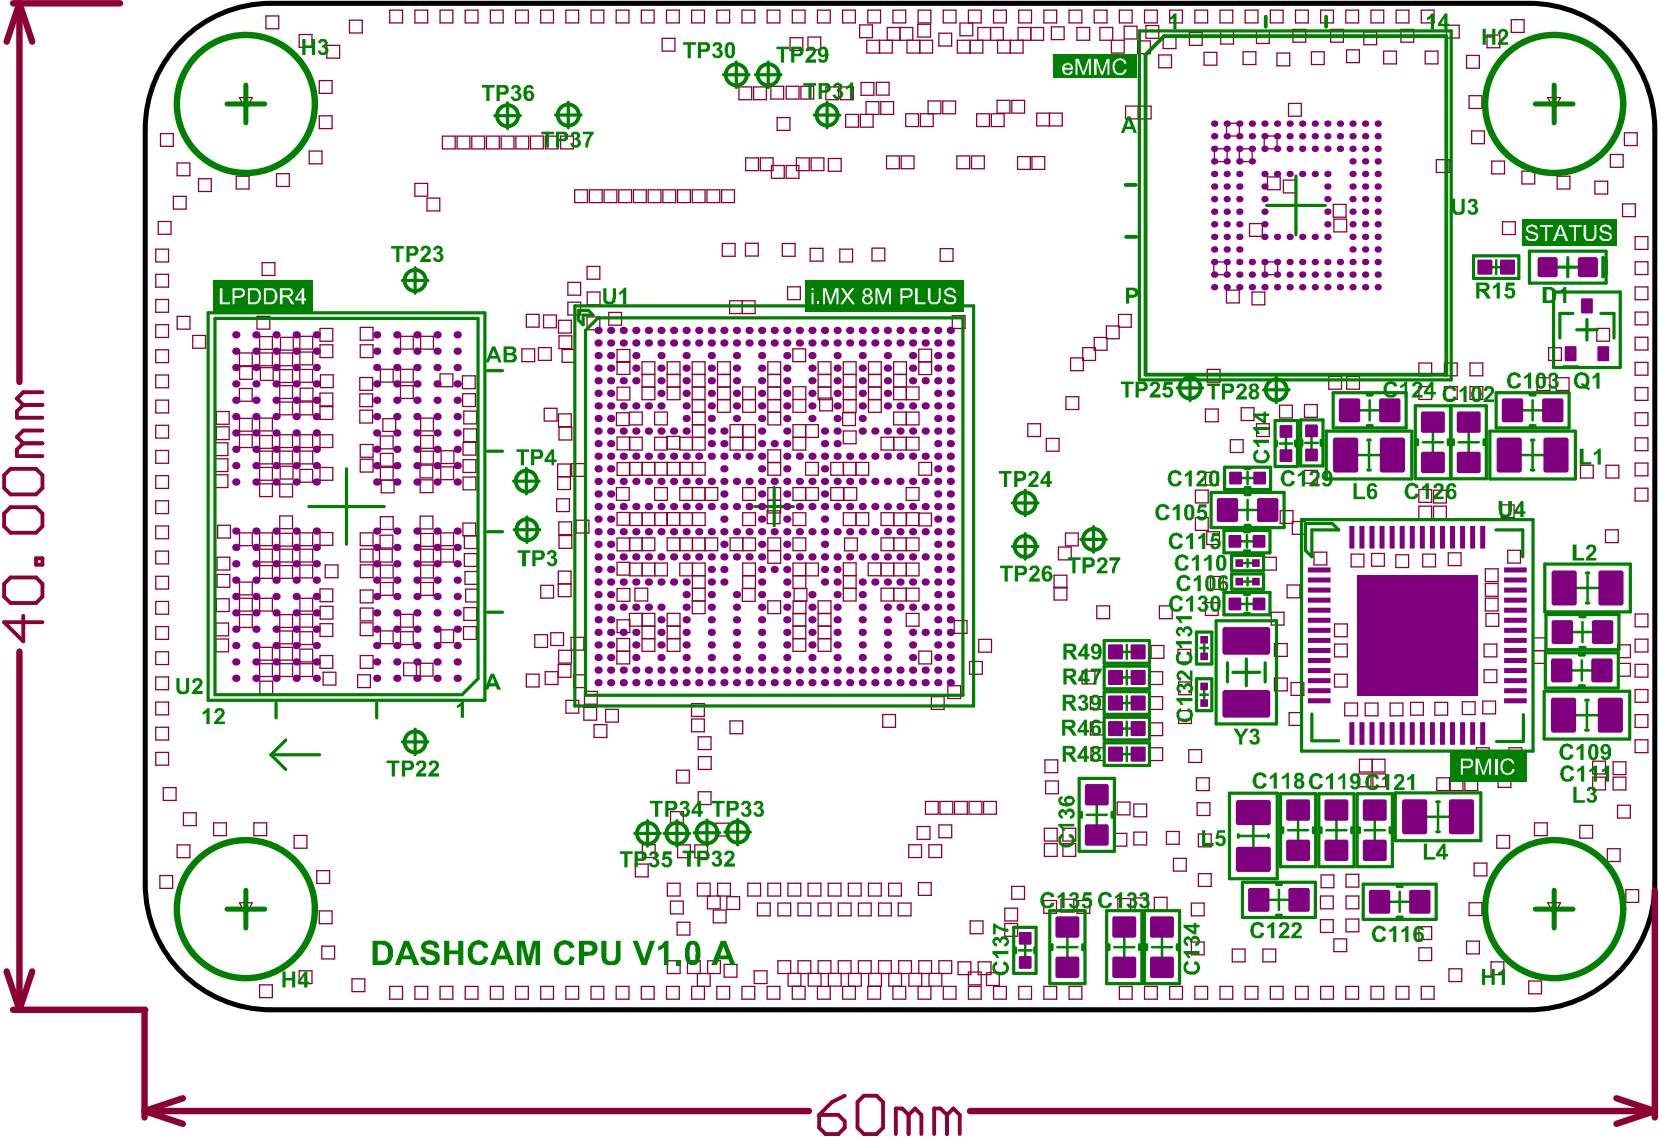 H3
TP30
TP29
1
14
H2
eMMC
TP36
TP31
TP37
A
U3
STATUS
TP23
LPDDR4
U1
i.MX 8M PLUS
P
R15
D1
AB
TP25
TP28
C124
C102
C103
Q1
C114
TP4
TP24
C120
C129
L6
C126
L1
C105
U4
TP3
TP26
TP27
C115
C110
C106
C130
L2
R49
C131
R47
U2
A
R39
C132
12
1
R46
Y3
R48
TP22
PMIC
C109
C111
L3
C118
C119
C121
TP34
TP33
C136
TP35
TP32
L5
L4
C135
C133
C122
C116
C137
C134
DASHCAM CPU V1.0 A
H4
H1
40.00mm
60mm